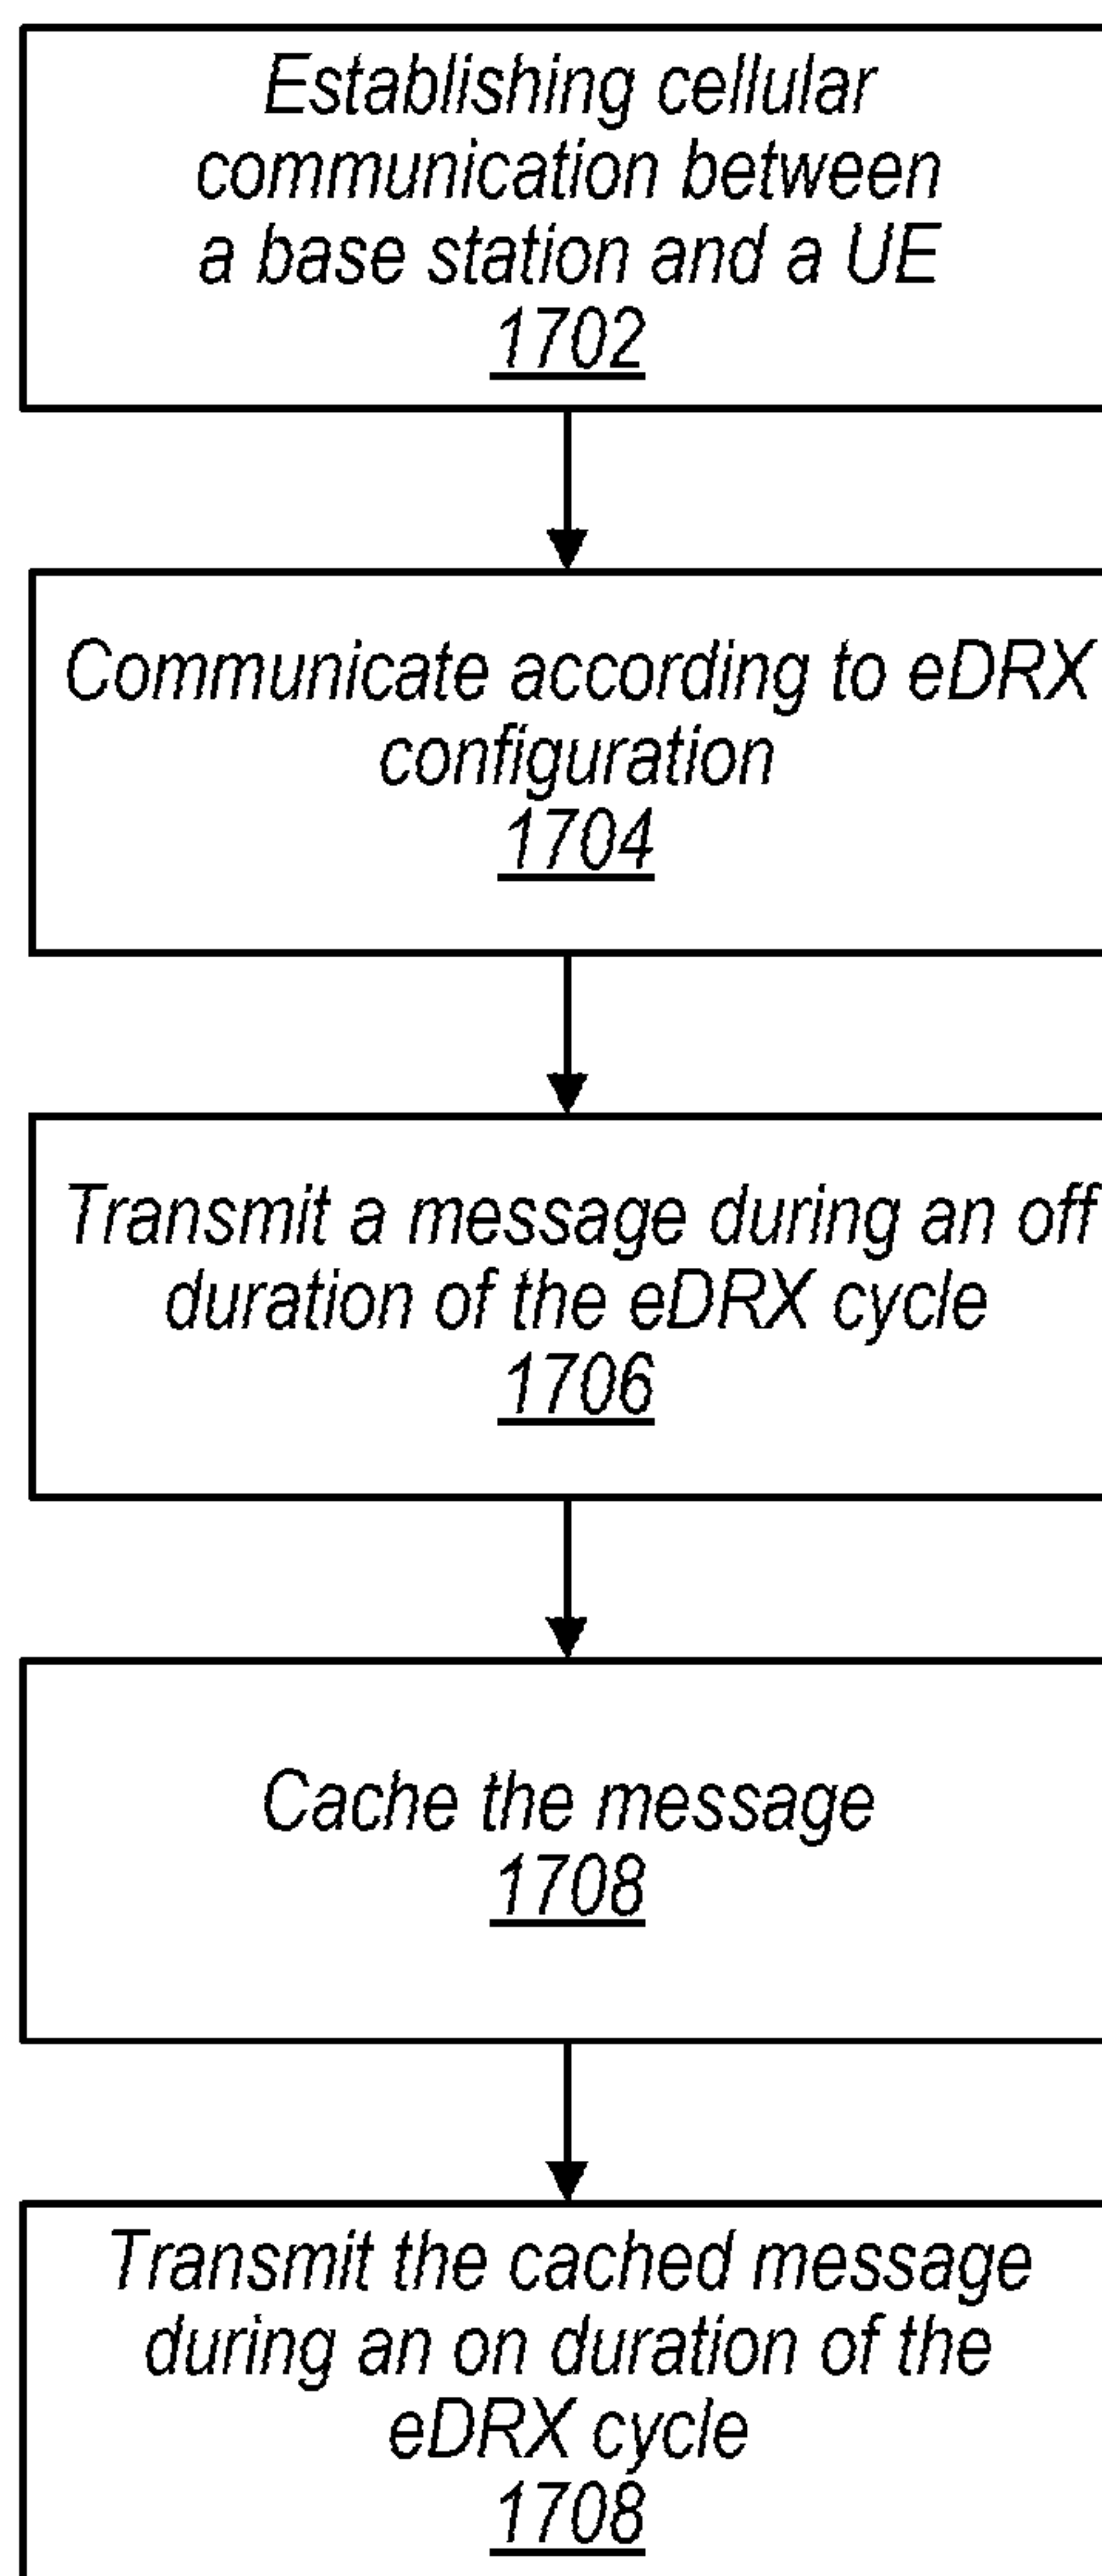 Establishing cellular
communication between
a base station and a UE
1702
Communicate according to eDRX
configuration
1704
Transmit a message during an off
duration of the eDRX cycle
1706
Cache the message
1708
Transmit the cached message
during an on duration of the
eDRX cycle
1708